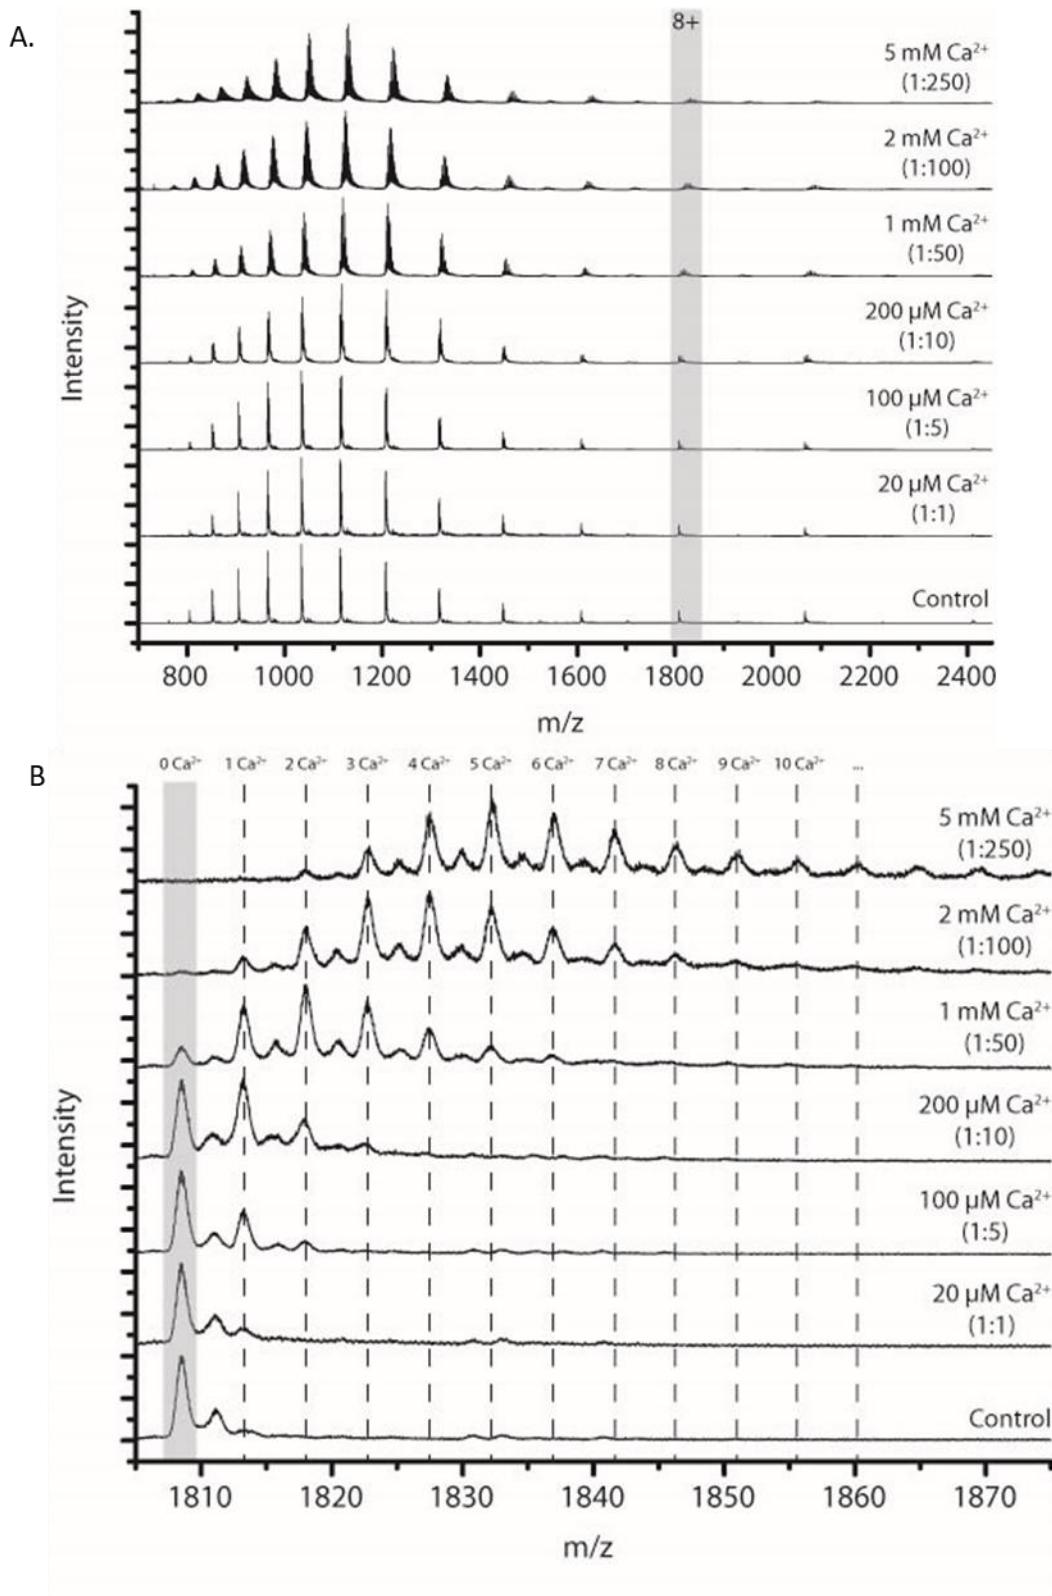 A.
8+
5 mM Ca²⁺
(1:250)
2 mM Ca²⁺
(1:100)
1 mM Ca²⁺
(1:50)
200 µM Ca²⁺
(1:10)
100 µM Ca²⁺
(1:5)
20 µM Ca²⁺
(1:1)
Control
Intensity
800 1000 1200 1400 1600 1800 2000 2200 2400
m/z
B
0 Ca²⁺ 1 Ca²⁺ 2 Ca²⁺ 3 Ca²⁺ 4 Ca²⁺ 5 Ca²⁺ 6 Ca²⁺ 7 Ca²⁺ 8 Ca²⁺ 9 Ca²⁺ 10 Ca²⁺ ...
5 mM Ca²⁺
(1:250)
2 mM Ca²⁺
(1:100)
1 mM Ca²⁺
(1:50)
200 µM Ca²⁺
(1:10)
100 µM Ca²⁺
(1:5)
20 µM Ca²⁺
(1:1)
Control
Intensity
1810 1820 1830 1840 1850 1860 1870
m/z